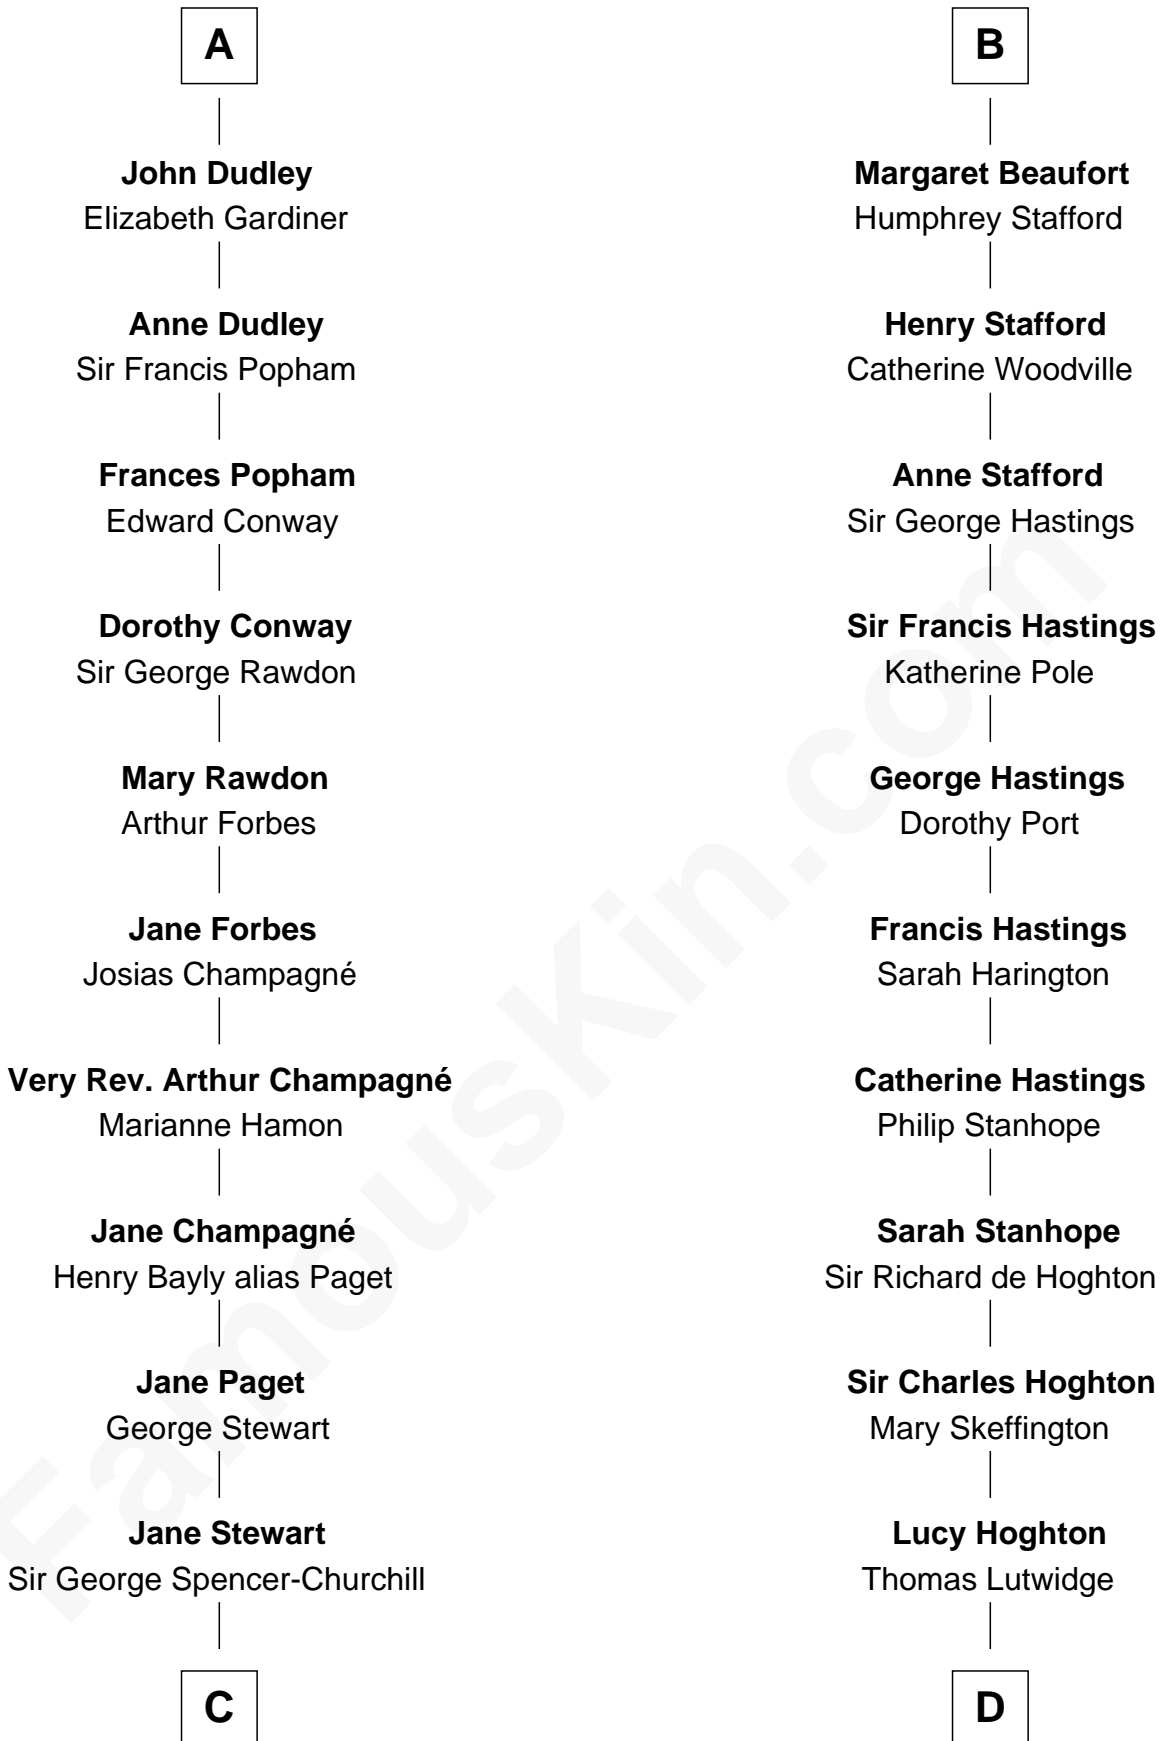 A
John Dudley
Elizabeth Gardiner
Anne Dudley
Sir Francis Popham
Frances Popham
Edward Conway
Dorothy Conway
Sir George Rawdon
Mary Rawdon
Arthur Forbes
Jane Forbes
Josias Champagné
Very Rev. Arthur Champagné
Marianne Hamon
Jane Champagné
Henry Bayly alias Paget
Jane Paget
George Stewart
Jane Stewart
Sir George Spencer-Churchill
C
B
Margaret Beaufort
Humphrey Stafford
Henry Stafford
Catherine Woodville
Anne Stafford
Sir George Hastings
Sir Francis Hastings
Katherine Pole
George Hastings
Dorothy Port
Francis Hastings
Sarah Harington
Catherine Hastings
Philip Stanhope
Sarah Stanhope
Sir Richard de Hoghton
Sir Charles Hoghton
Mary Skeffington
Lucy Hoghton
Thomas Lutwidge
D
FamousKin.com